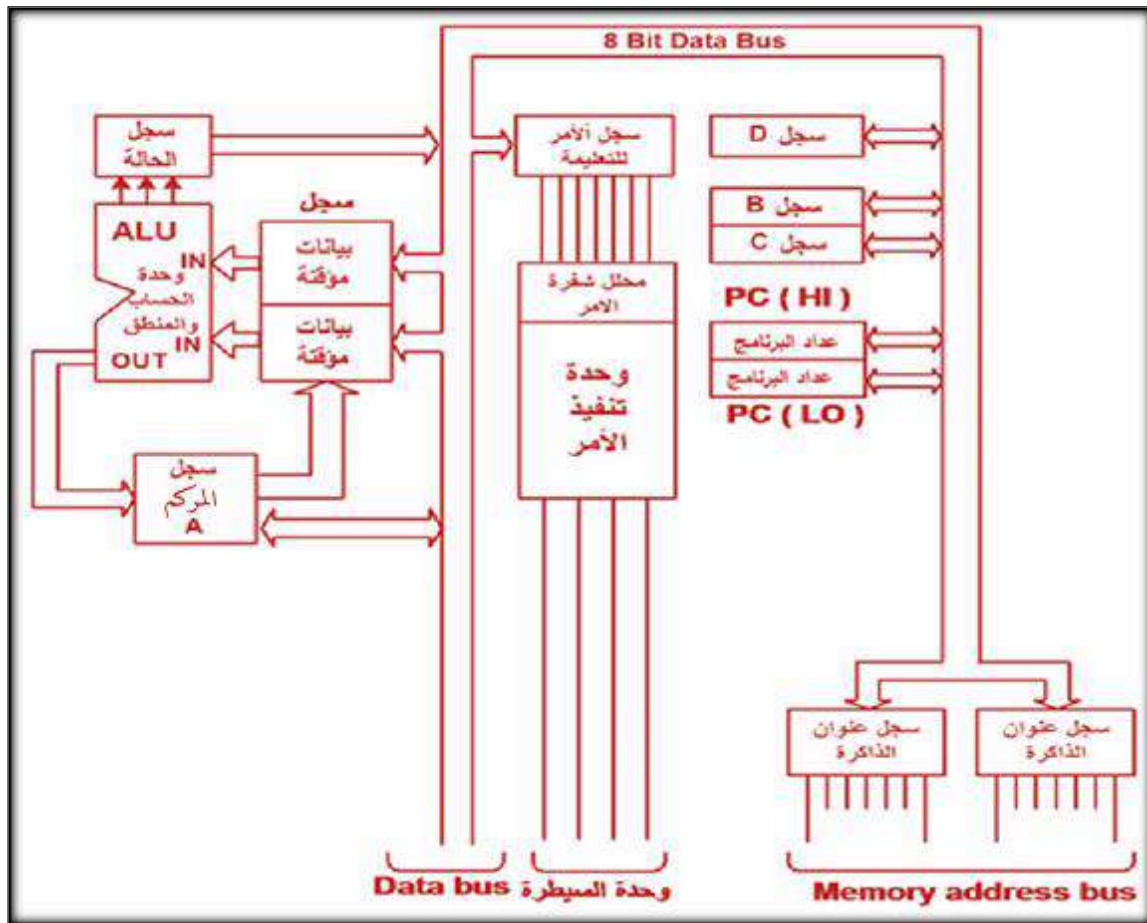 8 Bit Data Bus
سجل
الحالة
سجل ألأمر
للتعليمة
سجل D
سجل B
سجل C
سجل
ALU
IN
وحدة
الحساب
والمنطق
IN
OUT
بيانات
مؤقتة
بيانات
مؤقتة
محلل شفرة
الامر
وحدة
تنفيذ
الأمر
PC ( HI )
عداد البرنامج
عداد البرنامج
PC ( LO )
سجل
المركم
A
سجل عنوان
الذاكرة
سجل عنوان
الذاكرة
Data bus
وحدة السيطرة
Memory address bus